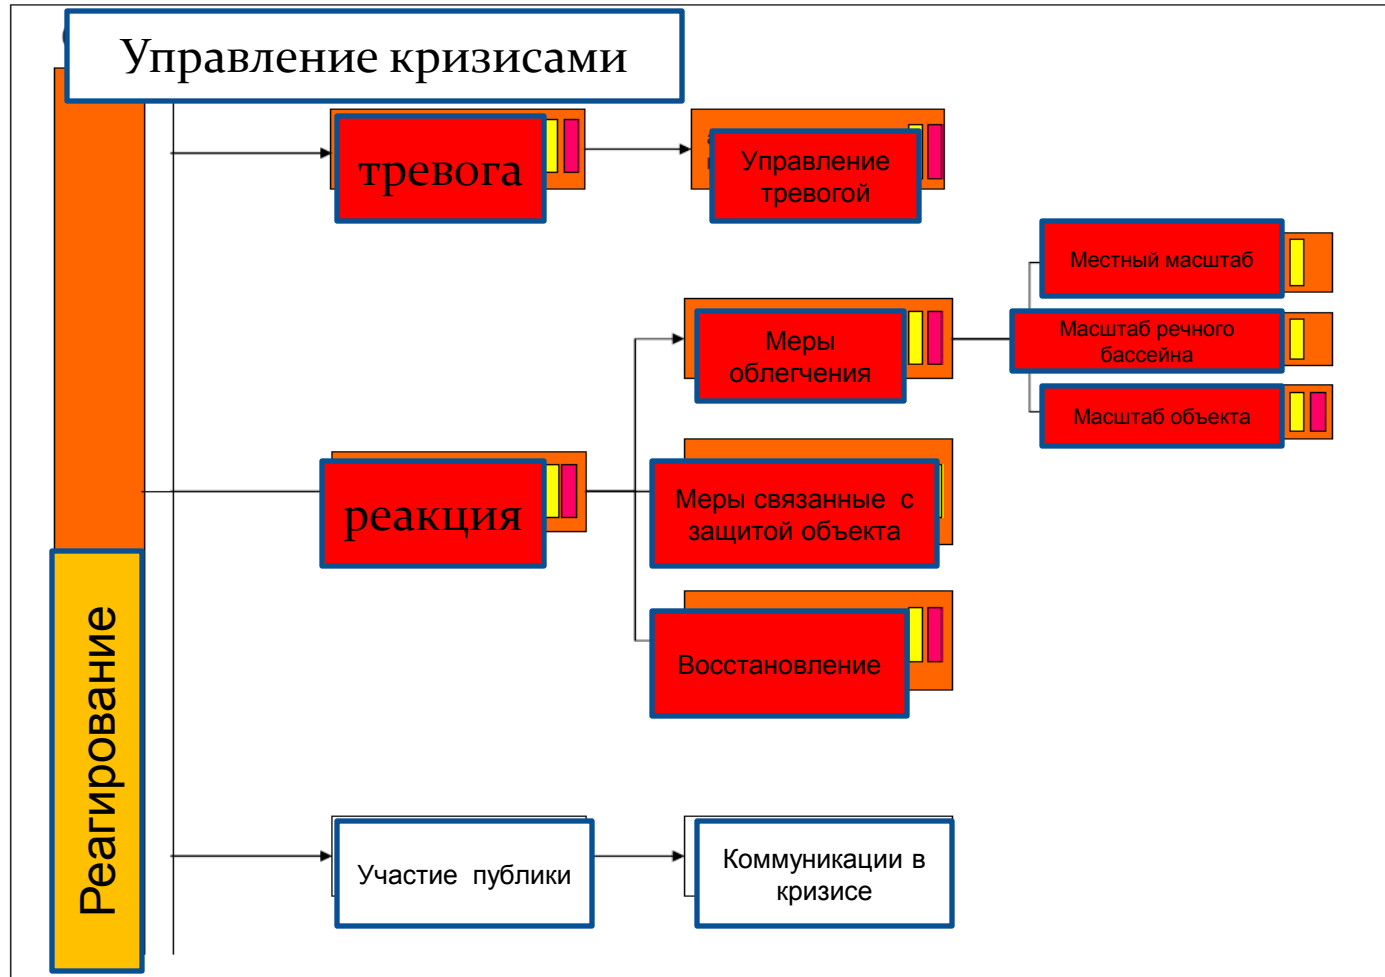 Управление кризисами
тревога
Управление
тревогой
Местный масштаб
Масштаб речного
бассейна
Масштаб объекта
Меры
облегчения
реакция
Меры связанные с
защитой объекта
Восстановление
Реагирование
Участие публики
Коммуникации в
кризисе